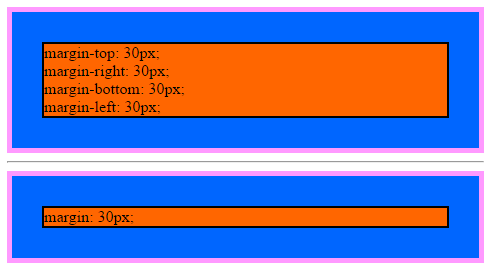 margin-top: 30px;
margin-right: 30px;
margin-bottom: 30px;
margin-left: 30px;
margin: 30px;